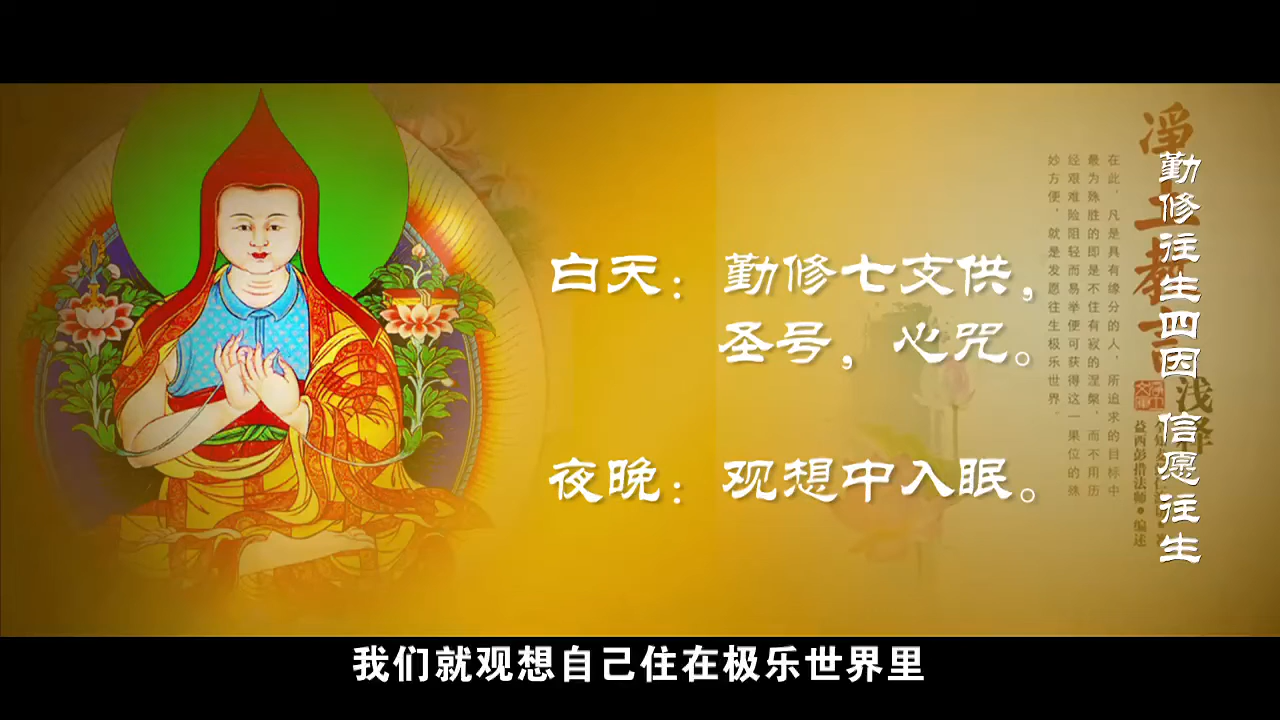 白天：勤修七支供，
圣号，心咒。
夜晚：观想中入眠。
勤修往生四因 信愿往生
在此，凡是具有缘分的人，所追求的目标中
最为殊胜的即是不住有寂的涅槃，而不用历
经艰难险阻轻而易举便可获得这一果位的殊
妙方便，就是发愿往生极乐世界。
益西彭措法师·编述
我们就观想自己住在极乐世界里